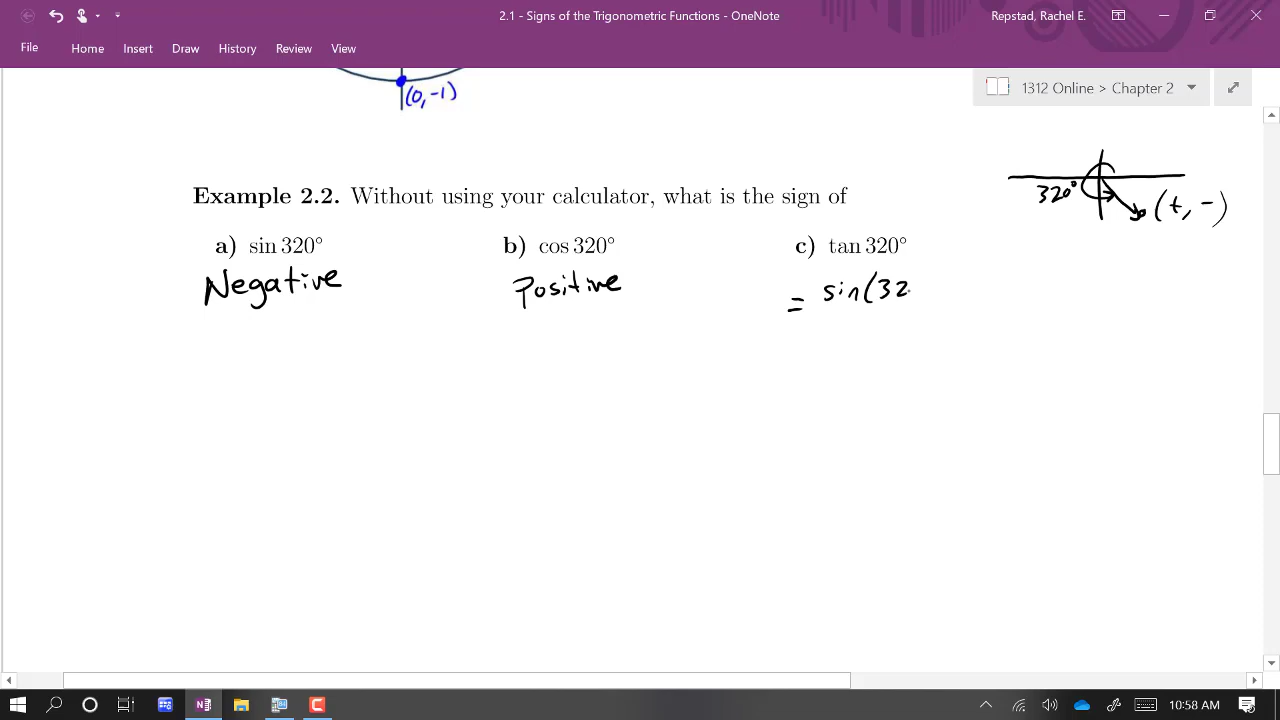 2.1 - Signs of the Trigonometric Functions - OneNote
Repstad, Rachel E.
File Home Insert Draw History Review View
1312 Online > Chapter 2
(0, -1)
320°
(+, -)
Example 2.2. Without using your calculator, what is the sign of
a) sin 320° b) cos 320° c) tan 320°
Negative Positive = sin(32
10:58 AM